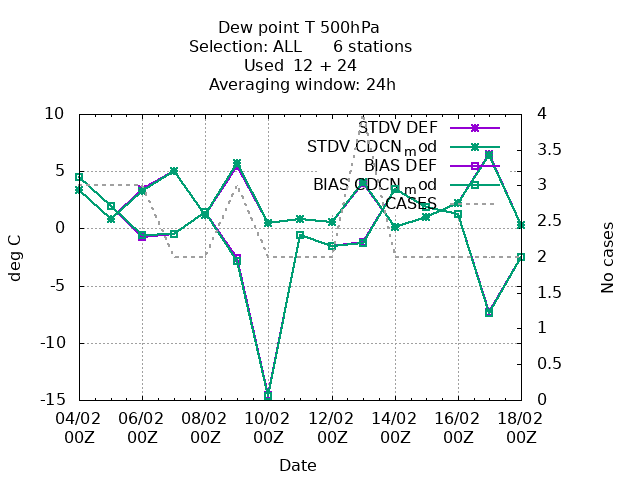 Dew point T 500hPa
Selection: ALL 6 stations
Used 12 + 24
Averaging window: 24h
10
5
0
-5
-10
-15
deg C
4
3.5
3
2.5
2
1.5
1
0.5
0
No cases
STDV DEF
STDV CDCN_mod
BIAS DEF
BIAS CDCN_mod
CASES
04/02 06/02 08/02 10/02 12/02 14/02 16/02 18/02
00Z 00Z 00Z 00Z 00Z 00Z 00Z 00Z
Date